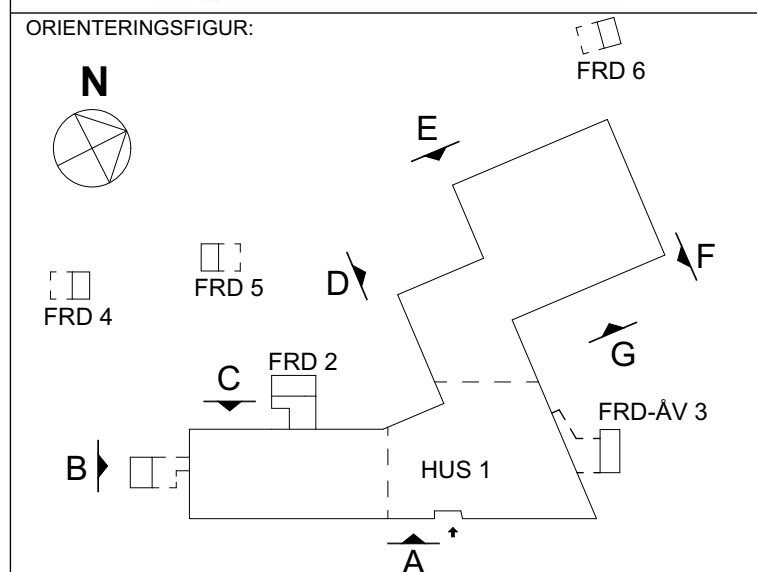 ORIENTERINGSFIGUR:
N
FRD 6
E
F
D
FRD 5
FRD 4
G
FRD 2
C
FRD-ÅV 3
B
HUS 1
A